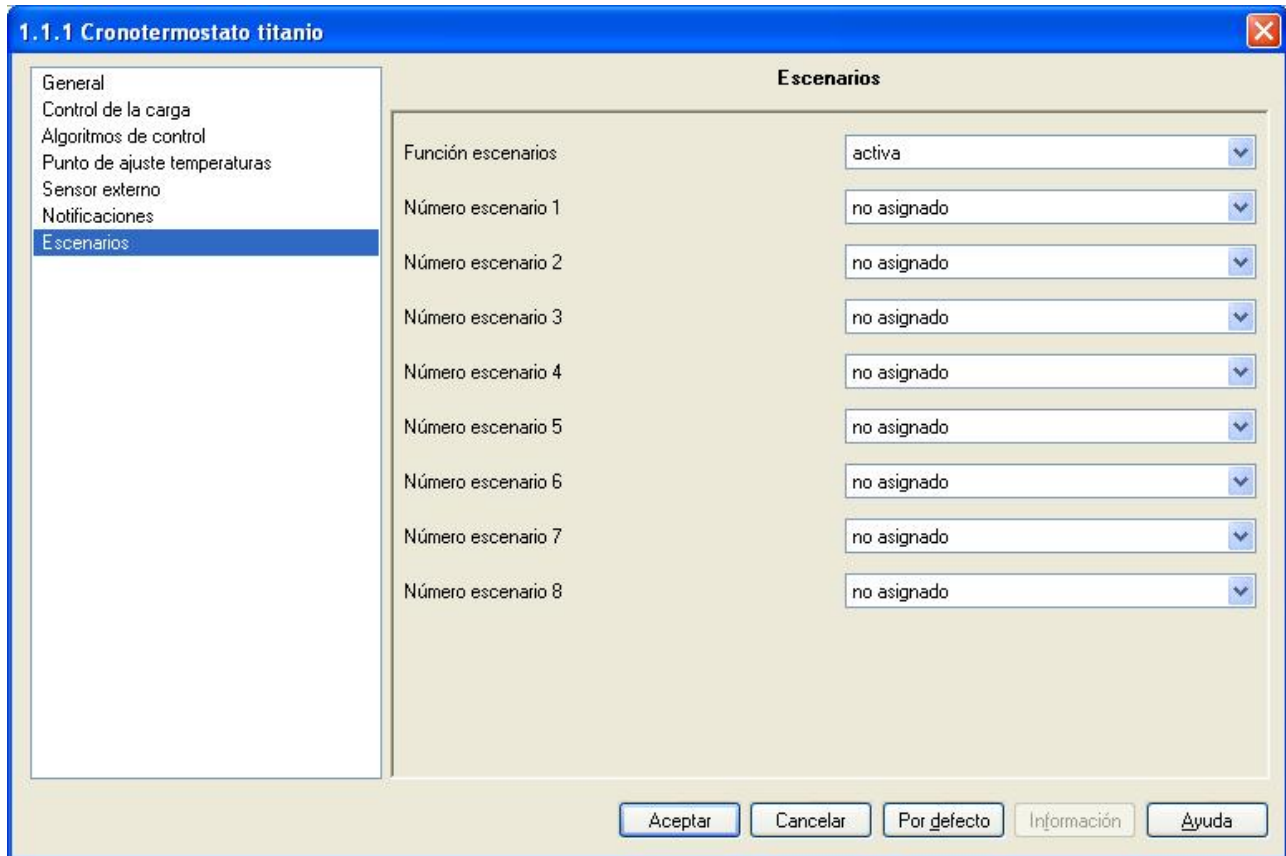 1.1.1 Cronotermostato titanio
General
Control de la carga
Algoritmos de control
Punto de ajuste temperaturas
Sensor externo
Notificaciones
Escenarios
Escenarios
Función escenarios activa
Número escenario 1 no asignado
Número escenario 2 no asignado
Número escenario 3 no asignado
Número escenario 4 no asignado
Número escenario 5 no asignado
Número escenario 6 no asignado
Número escenario 7 no asignado
Número escenario 8 no asignado
Aceptar Cancelar Por defecto Información Ayuda